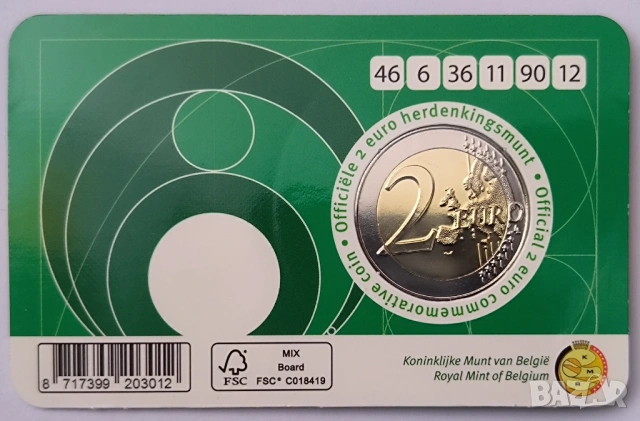 46 6 36 11 90 12
• Officiële 2 euro herdenkingsmunt • Official 2 euro commemorative coin
2 EURO
8 717399 203012
FSC
MIX
Board
FSC® C018419
Koninklijke Munt van België
Royal Mint of Belgium
K M B
BAZAR